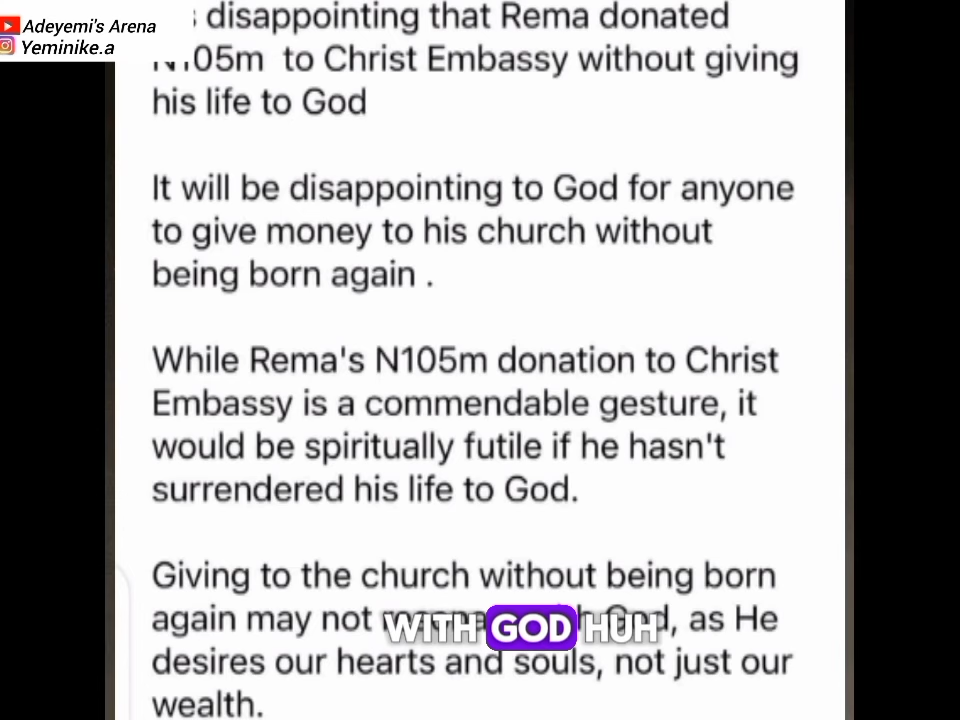 Adeyemi's Arena
Yeminike.a
disappointing that Rema donated
N105m to Christ Embassy without giving
his life to God
It will be disappointing to God for anyone
to give money to his church without
being born again .
While Rema's N105m donation to Christ
Embassy is a commendable gesture, it
would be spiritually futile if he hasn't
surrendered his life to God.
Giving to the church without being born
again may not God, as He
WITH GOD HUH
desires our hearts and souls, not just our
wealth.